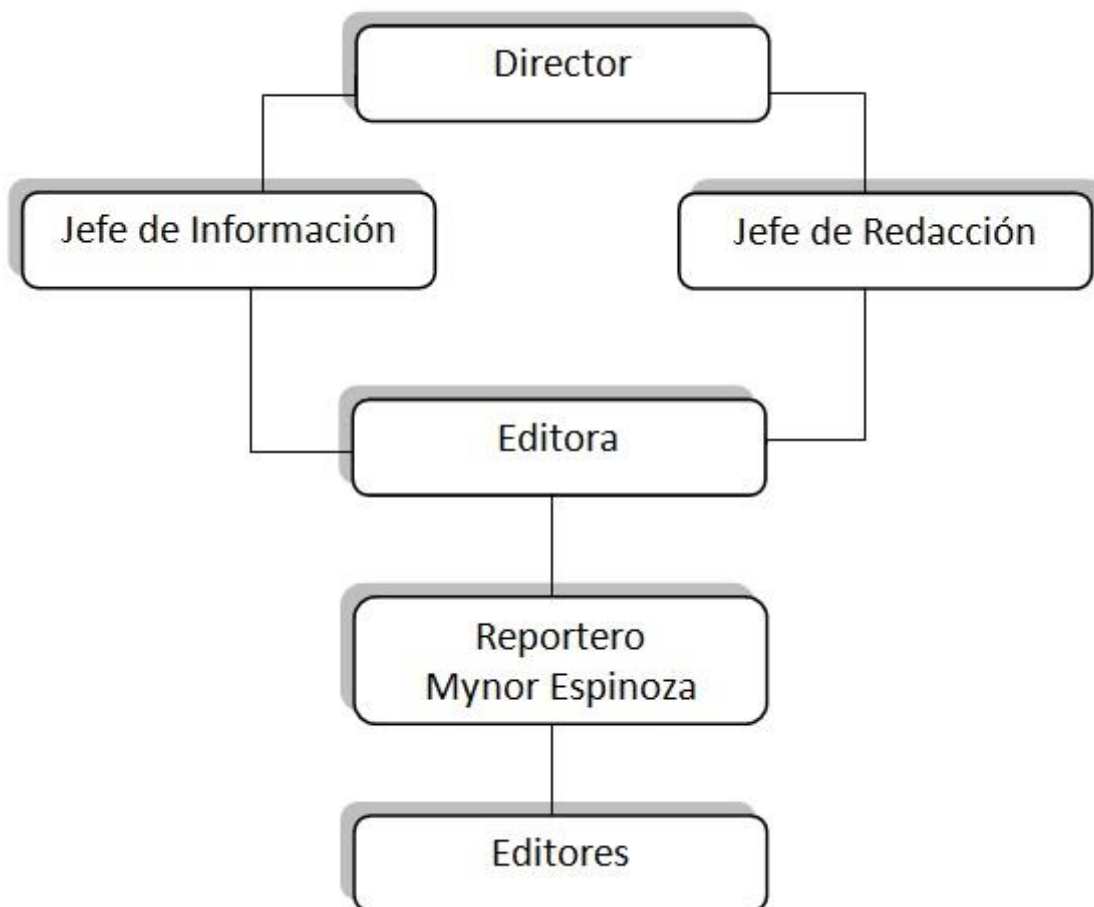 Director
Jefe de Información
Jefe de Redacción
Editora
Reportero
Mynor Espinoza
Editores